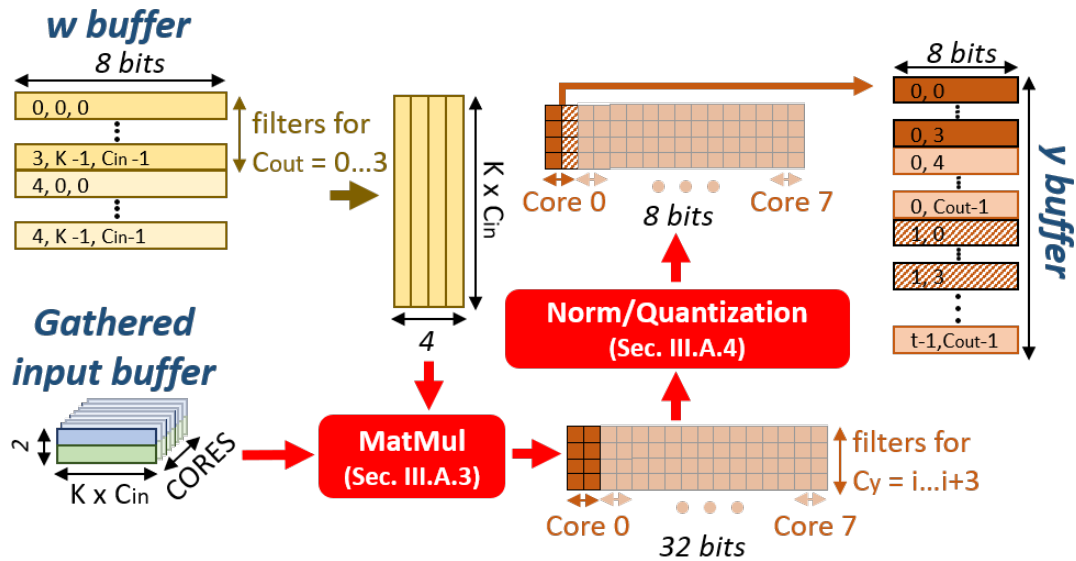 w buffer
8 bits
0, 0, 0
3, K -1, Cin -1
4, 0, 0
4, K -1, Cin-1
filters for
Cout = 0...3
K x Cin
4
Core 0
Core 7
8 bits
8 bits
0, 0
0, 3
0, 4
0, Cout-1
1, 0
1, 3
t-1,Cout-1
y buffer
Norm/Quantization
(Sec. III.A.4)
Gathered
input buffer
2
K x Cin
CORES
MatMul
(Sec. III.A.3)
filters for
Cy = i...i+3
Core 0
Core 7
32 bits